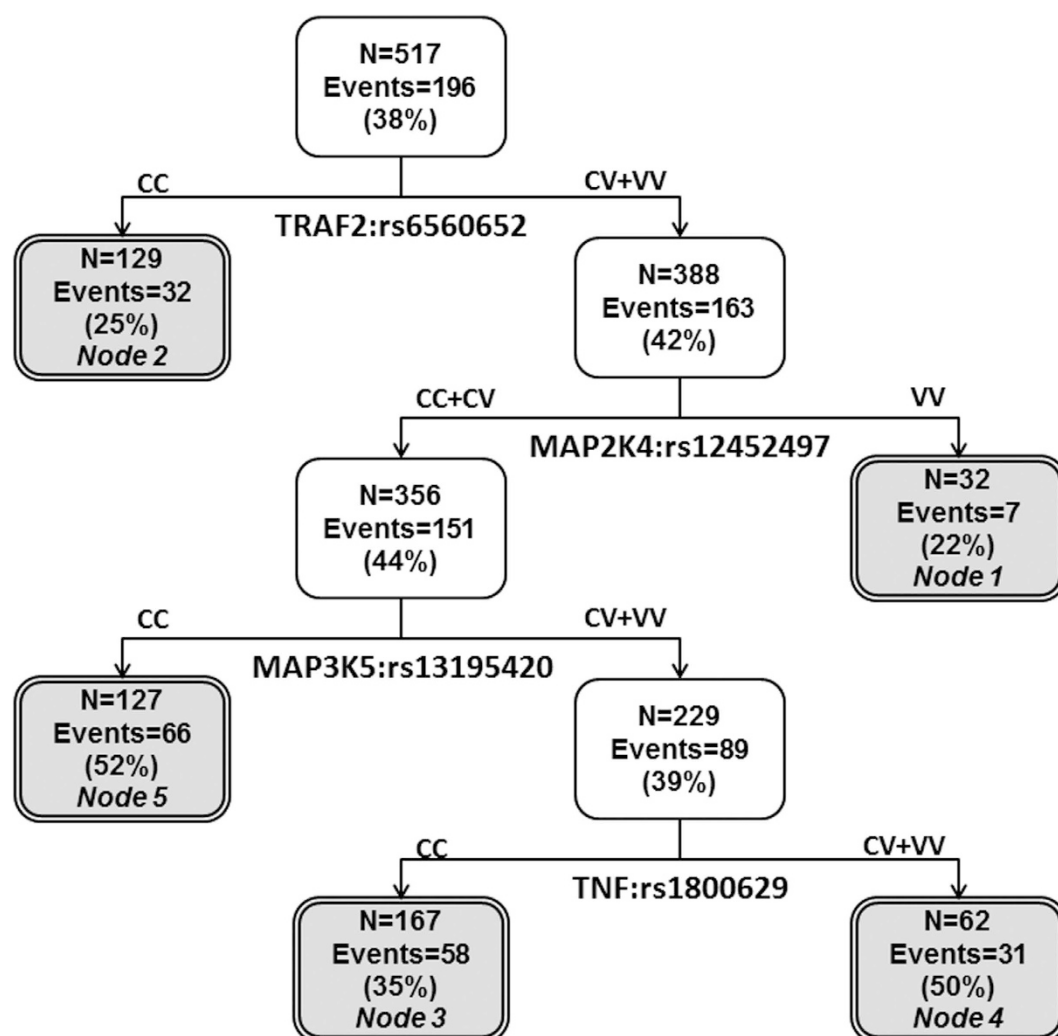 N=517
Events=196
(38%)
CC
CV+VV
TRAF2:rs6560652
N=129
Events=32
(25%)
Node 2
N=388
Events=163
(42%)
CC+CV
VV
MAP2K4:rs12452497
N=356
Events=151
(44%)
N=32
Events=7
(22%)
Node 1
CC
CV+VV
MAP3K5:rs13195420
N=127
Events=66
(52%)
Node 5
N=229
Events=89
(39%)
CC
CV+VV
TNF:rs1800629
N=167
Events=58
(35%)
Node 3
N=62
Events=31
(50%)
Node 4